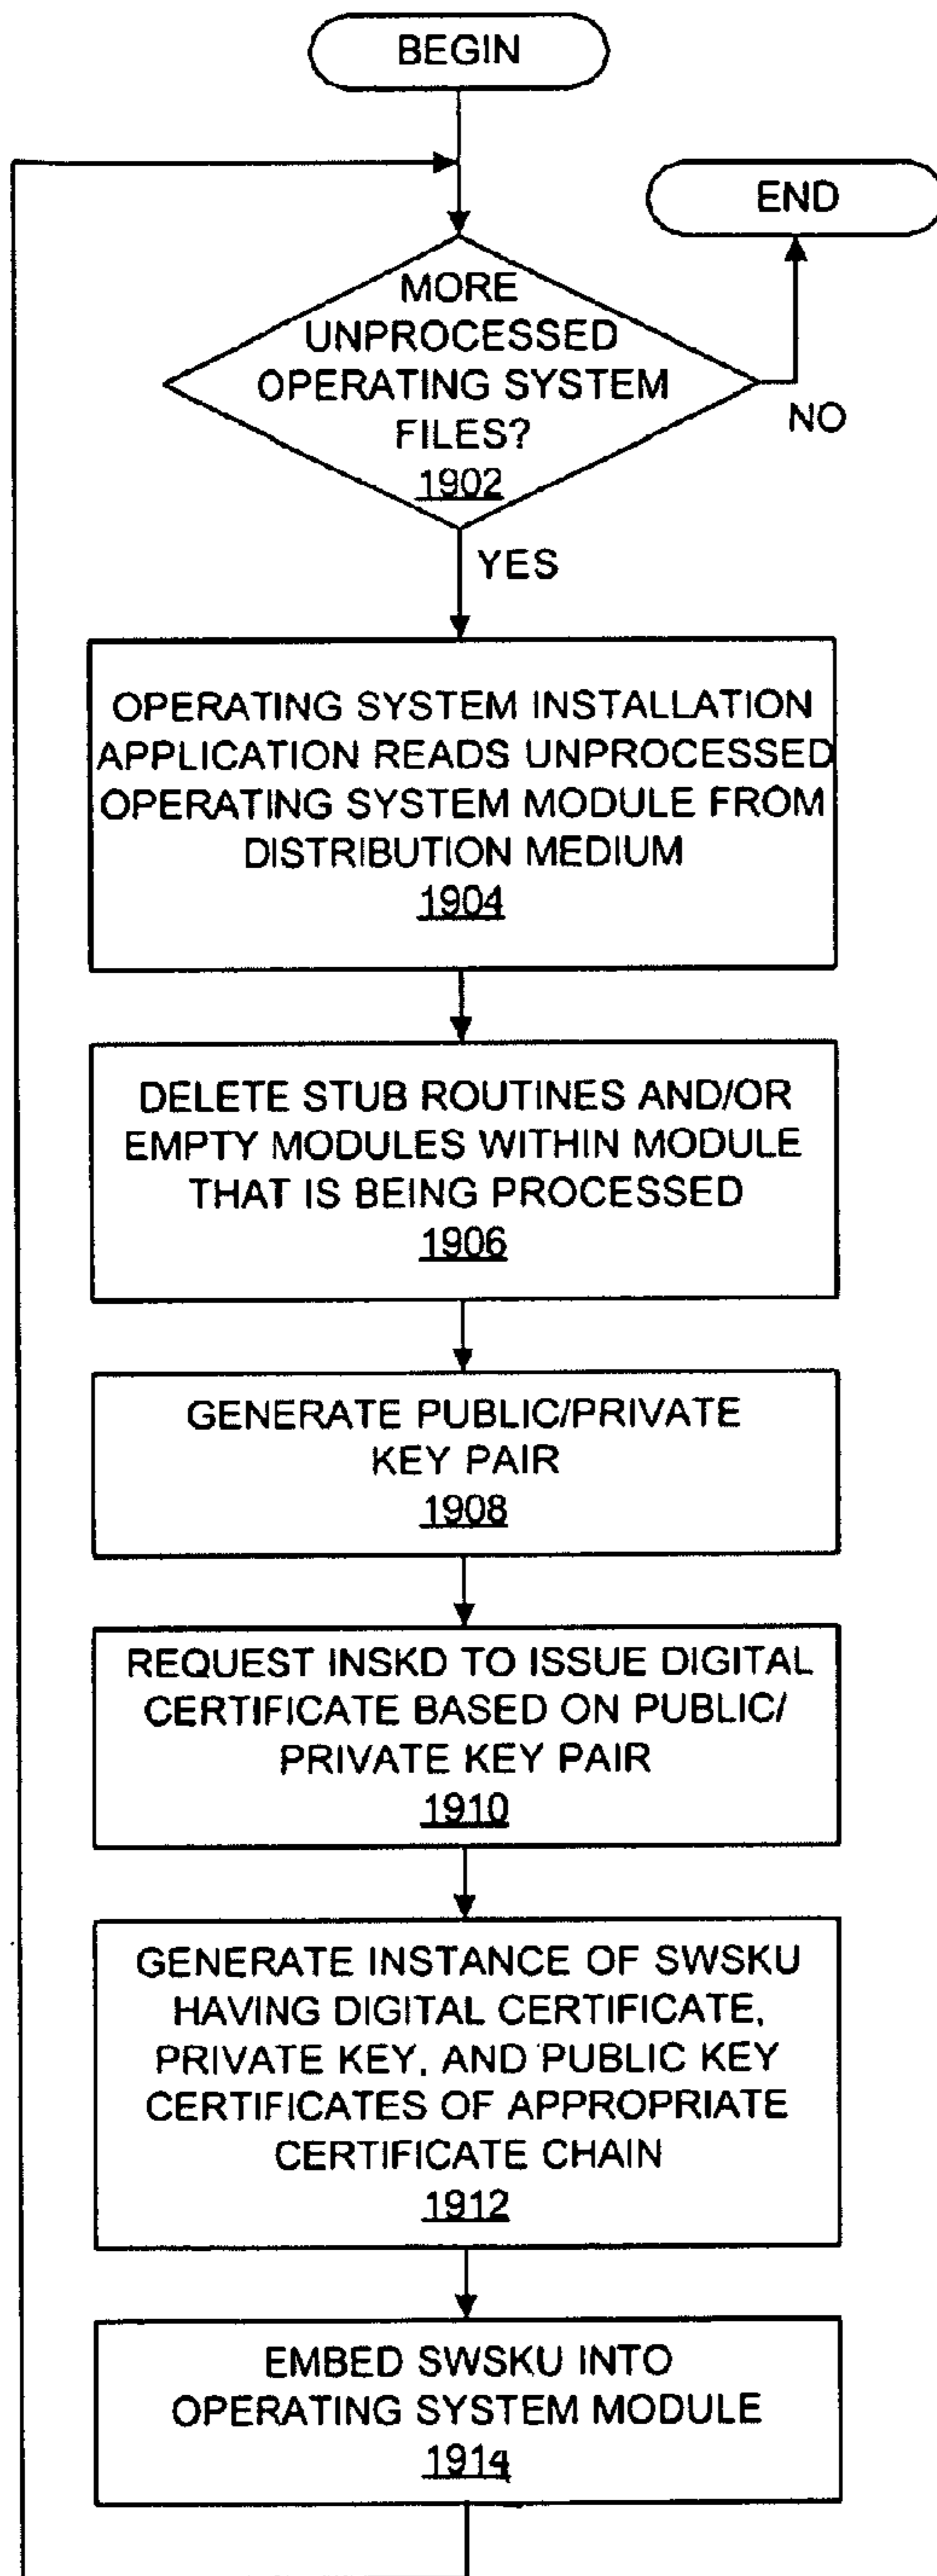 BEGIN
END
MORE
UNPROCESSED
OPERATING SYSTEM
FILES?
1902
NO
YES
OPERATING SYSTEM INSTALLATION
APPLICATION READS UNPROCESSED
OPERATING SYSTEM MODULE FROM
DISTRIBUTION MEDIUM
1904
DELETE STUB ROUTINES AND/OR
EMPTY MODULES WITHIN MODULE
THAT IS BEING PROCESSED
1906
GENERATE PUBLIC/PRIVATE
KEY PAIR
1908
REQUEST INSKD TO ISSUE DIGITAL
CERTIFICATE BASED ON PUBLIC/
PRIVATE KEY PAIR
1910
GENERATE INSTANCE OF SWSKU
HAVING DIGITAL CERTIFICATE,
PRIVATE KEY, AND PUBLIC KEY
CERTIFICATES OF APPROPRIATE
CERTIFICATE CHAIN
1912
EMBED SWSKU INTO
OPERATING SYSTEM MODULE
1914